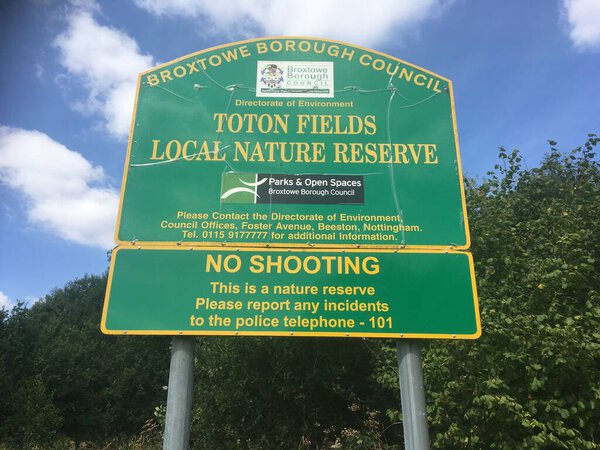 BROXTOWE BOROUGH COUNCIL
Broxtowe
Borough
COUNCIL
Directorate of Environment
TOTON FIELDS
LOCAL NATURE RESERVE
Parks & Open Spaces
Broxtowe Borough Council
Please Contact the Directorate of Environment,
Council Offices, Foster Avenue, Beeston, Nottingham.
Tel. 0115 9177777 for additional Information.
NO SHOOTING
This is a nature reserve
Please report any incidents
to the police telephone - 101